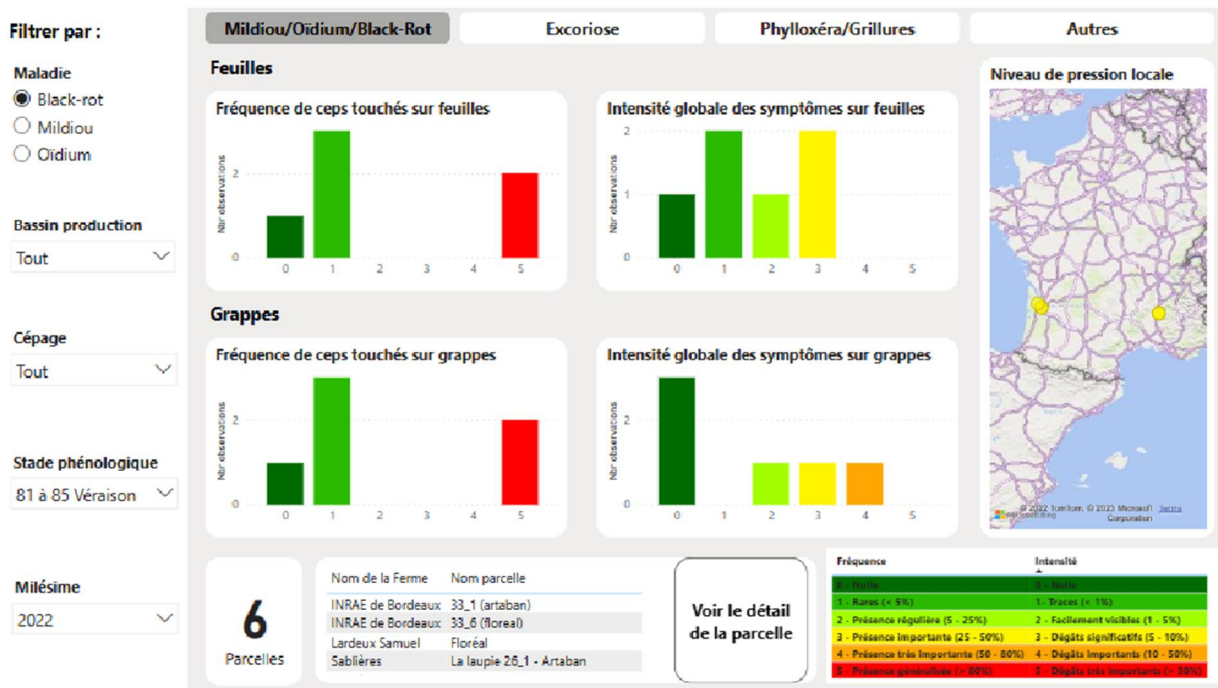 Filtrer par :
Maladie
Black-rot
Mildiou
Oïdium
Bassin production
Tout
Cépage
Tout
Stade phénologique
81 à 85 Véraison
Milésime
2022
Mildiou/Oïdium/Black-Rot
Excoriose
Phylloxéra/Grillures
Autres
Feuilles
Fréquence de ceps touchés sur feuilles
Nbr observations
2
0
0 1 2 3 4 5
Intensité globale des symptômes sur feuilles
Nbr observations
2
1
0
0 1 2 3 4 5
Grappes
Fréquence de ceps touchés sur grappes
Nbr observations
2
0
0 1 2 3 4 5
Intensité globale des symptômes sur grappes
Nbr observations
2
0
0 1 2 3 4 5
Niveau de pression locale
© 2022 TomTom, © 2023 Microsoft Terms
Corporation
6
Parcelles
Nom de la Ferme Nom parcelle
INRAE de Bordeaux 33_1 (artaban)
INRAE de Bordeaux 33_6 (floreal)
Lardeux Samuel Floréal
Sablières La laupie 26_1 - Artaban
Voir le détail
de la parcelle
Fréquence Intensité
0 - Nulle 0 - Nulle
1 - Rares (< 5%) 1- Traces (< 1%)
2 - Présence régulière (5 - 25%) 2 - Facilement visibles (1 - 5%)
3 - Présence importante (25 - 50%) 3 - Dégâts significatifs (5 - 10%)
4 - Présence très importante (50 - 80%) 4 - Dégâts importants (10 - 50%)
5 - Présence généralisée (> 80%) 5 - Dégâts très importants (> 50%)